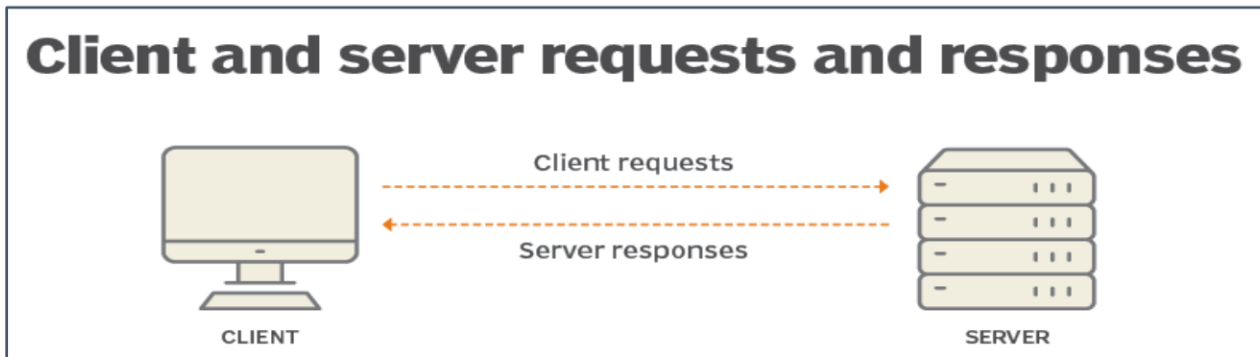 Client and server requests and responses
Client requests
Server responses
CLIENT
SERVER